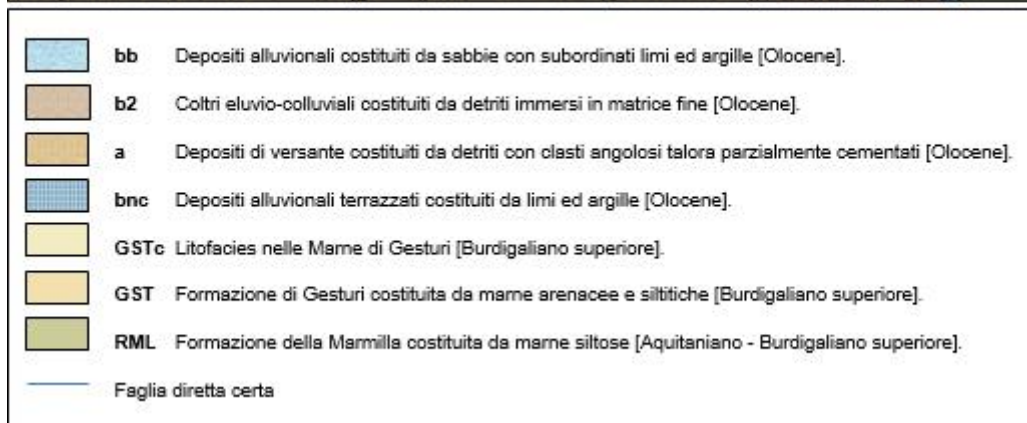 bb Depositi alluvionali costituiti da sabbie con subordinati limi ed argille [Olocene].
b2 Coltri eluvio-colluviali costituiti da detriti immersi in matrice fine [Olocene].
a Depositi di versante costituiti da detriti con clasti angolosi talora parzialmente cementati [Olocene].
bnc Depositi alluvionali terrazzati costituiti da limi ed argille [Olocene].
GSTc Litofacies nelle Marne di Gesturi [Burdigaliano superiore].
GST Formazione di Gesturi costituita da marne arenacee e siltitiche [Burdigaliano superiore].
RML Formazione della Marmilla costituita da marne siltose [Aquitaniano - Burdigaliano superiore].
Faglia diretta certa